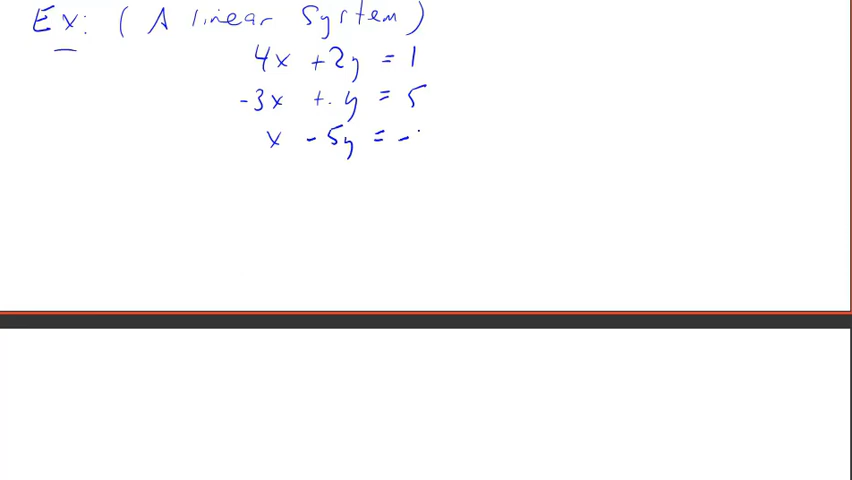 Ex: (A linear System)
4x + 2y = 1
-3x + y = 5
x - 5y = -